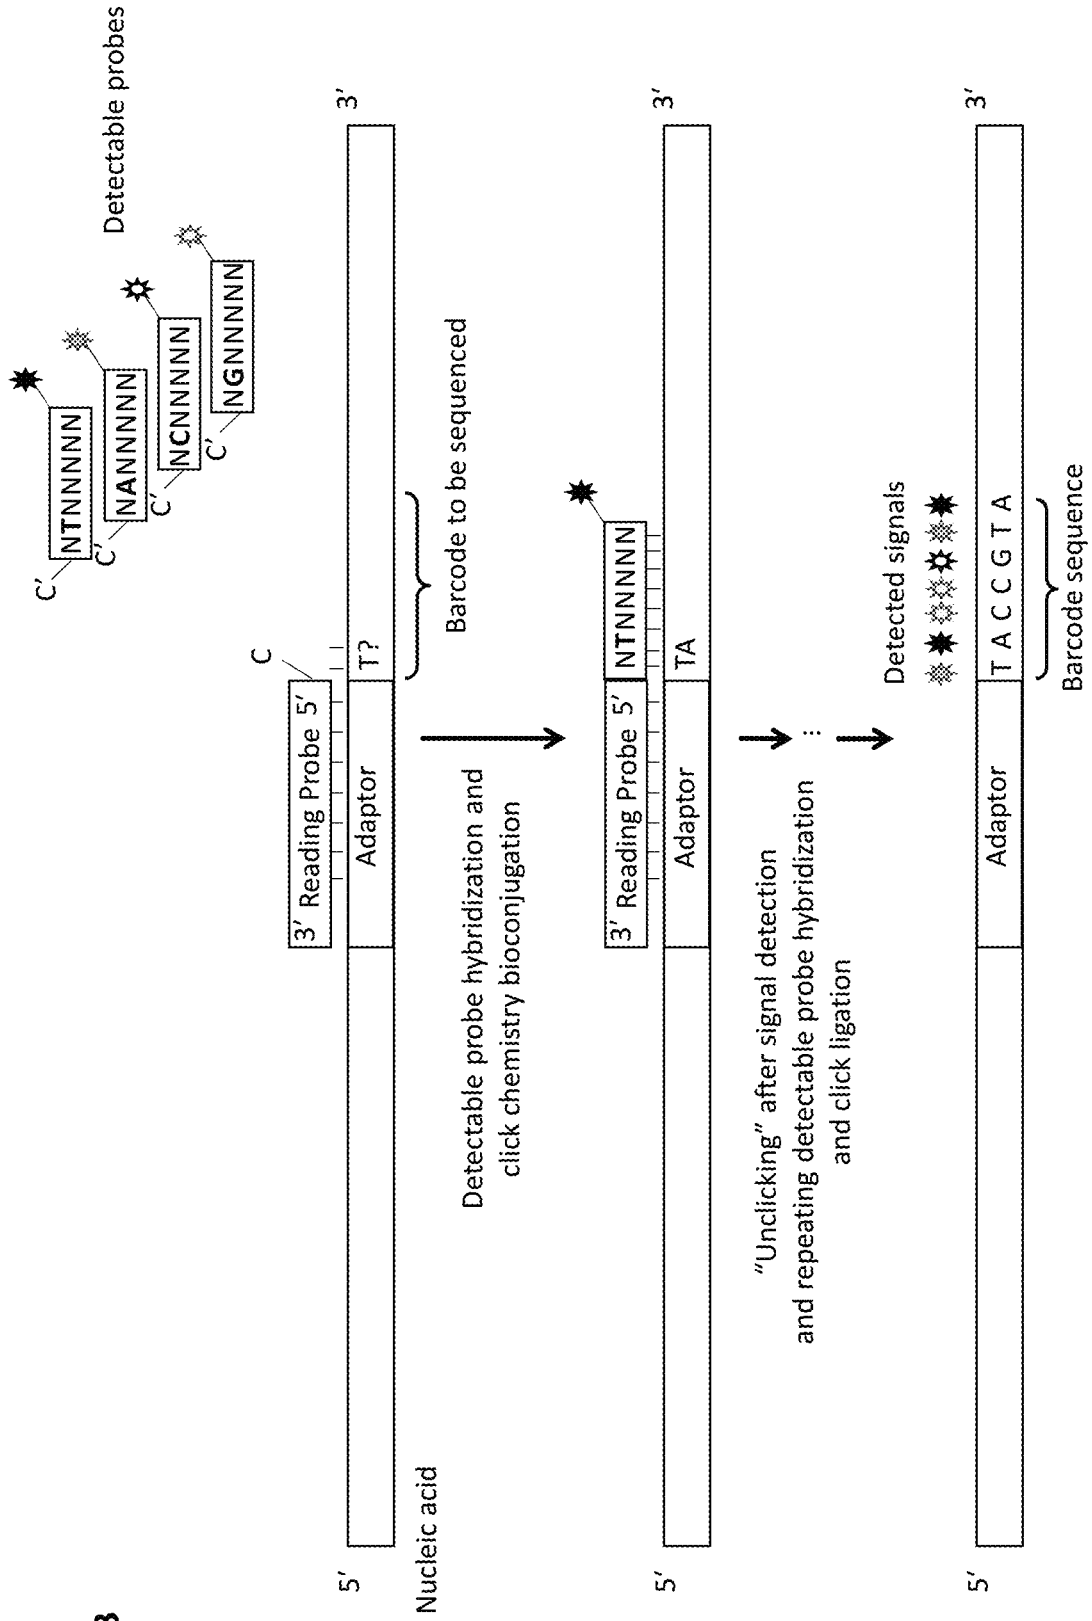 Detectable probes
C' NTNNNNN
C' NANNNNN
C' NCNNNNN
C' NGNNNNN
C
3' Reading Probe 5'
5' Adaptor T? 3'
Nucleic acid
Barcode to be sequenced
Detectable probe hybridization and
click chemistry bioconjugation
3' Reading Probe 5' NTNNNNN
5' Adaptor TA 3'
"Unclicking" after signal detection
and repeating detectable probe hybridization
and click ligation
Detected signals
5' Adaptor T A C C G T A 3'
Barcode sequence